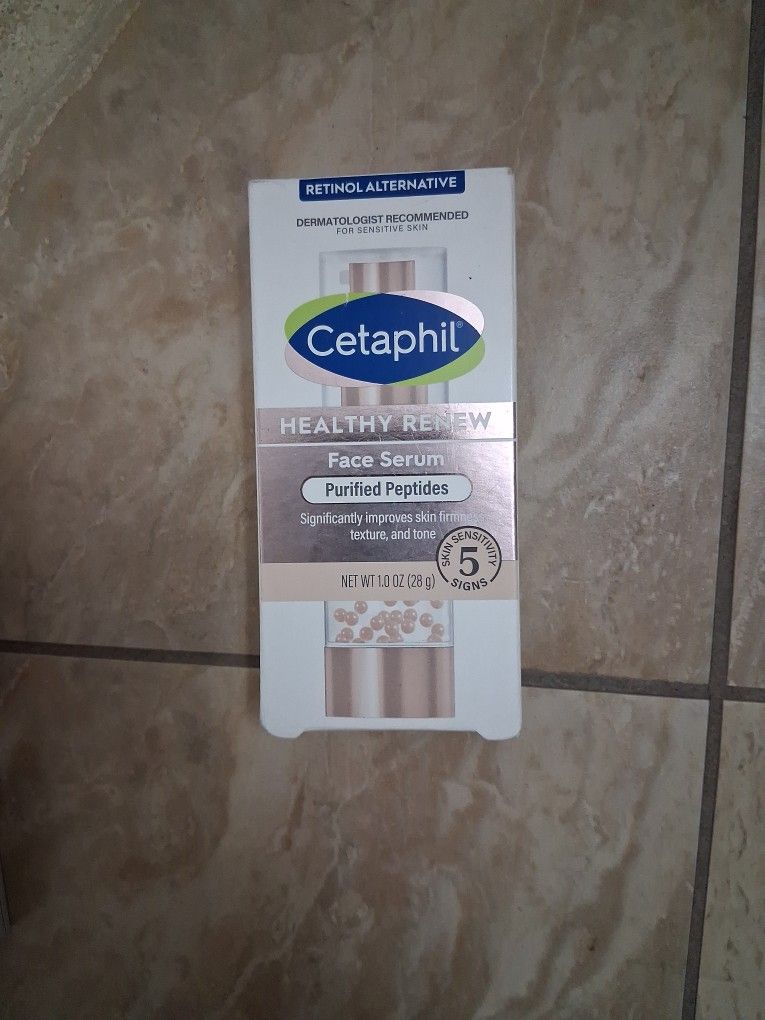 RETINOL ALTERNATIVE
DERMATOLOGIST RECOMMENDED
FOR SENSITIVE SKIN
Cetaphil®
HEALTHY RENEW
Face Serum
Purified Peptides
Significantly improves skin firmness,
texture, and tone
SKIN SENSITIVITY
5
SIGNS
NET WT 1.0 OZ (28 g)